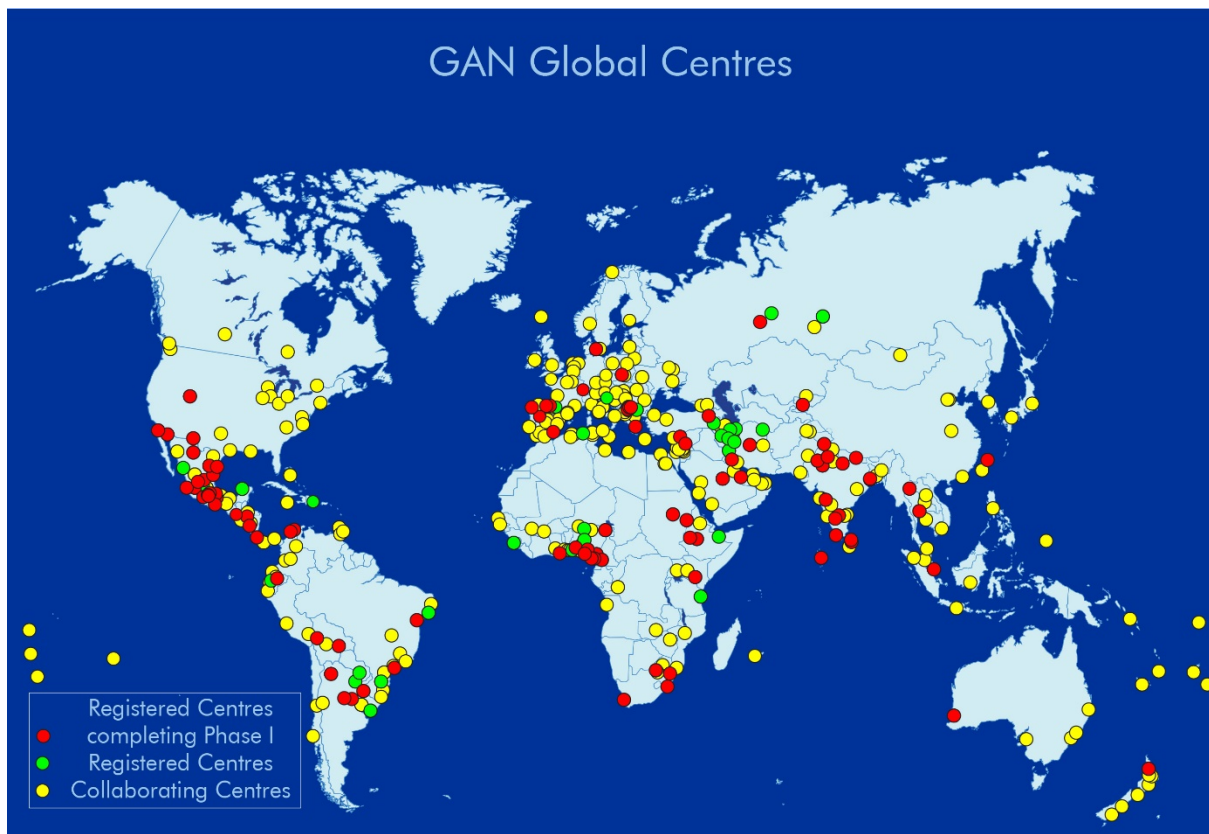 GAN Global Centres
Registered Centres
completing Phase I
Registered Centres
Collaborating Centres